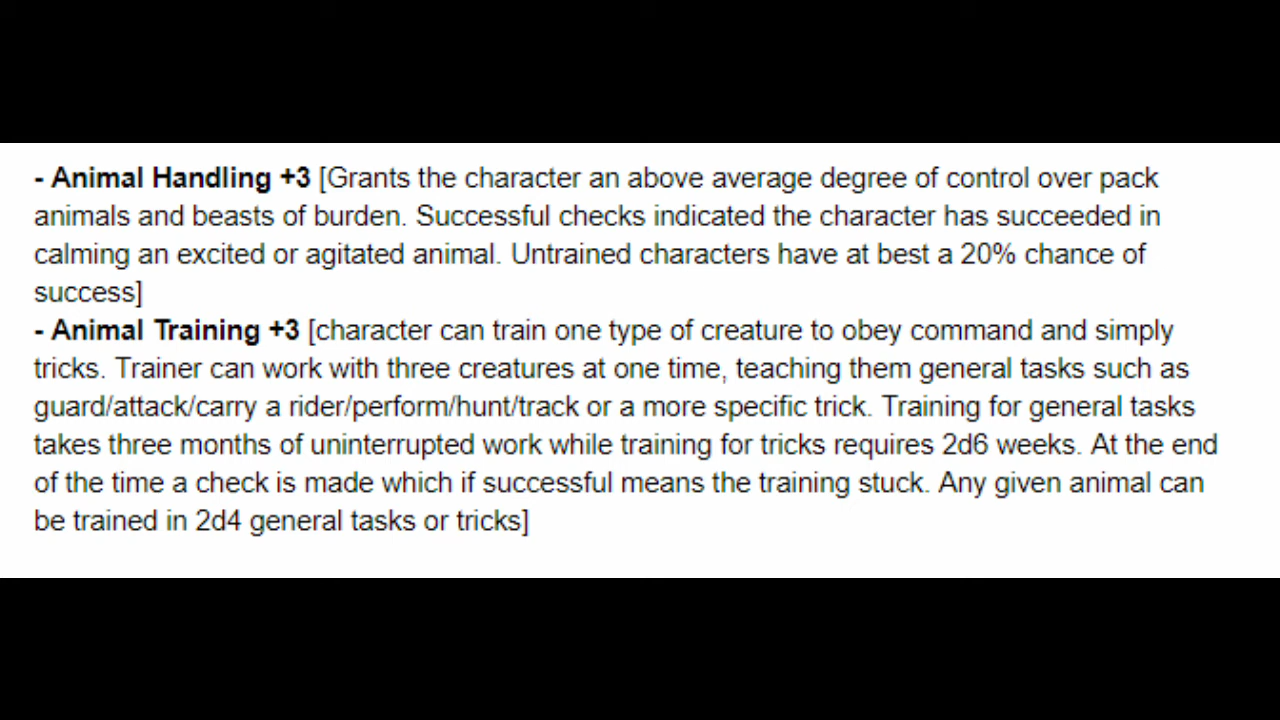 - Animal Handling +3 [Grants the character an above average degree of control over pack
animals and beasts of burden. Successful checks indicated the character has succeeded in
calming an excited or agitated animal. Untrained characters have at best a 20% chance of
success]
- Animal Training +3 [character can train one type of creature to obey command and simply
tricks. Trainer can work with three creatures at one time, teaching them general tasks such as
guard/attack/carry a rider/perform/hunt/track or a more specific trick. Training for general tasks
takes three months of uninterrupted work while training for tricks requires 2d6 weeks. At the end
of the time a check is made which if successful means the training stuck. Any given animal can
be trained in 2d4 general tasks or tricks]